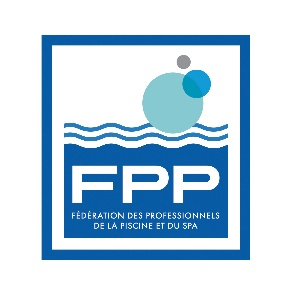 FPP
FÉDÉRATION DES PROFESSIONNELS
DE LA PISCINE ET DU SPA